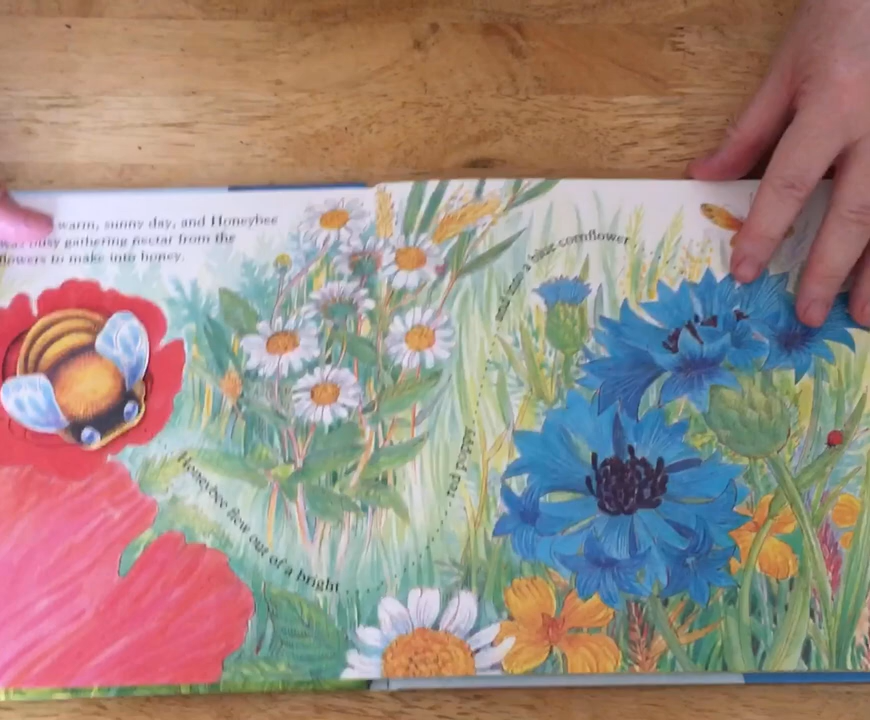 warm, sunny day, and Honeybee
was busy gathering nectar from the
flowers to make into honey.
Honeybee flew out of a bright
red poppy
and into a blue cornflower.